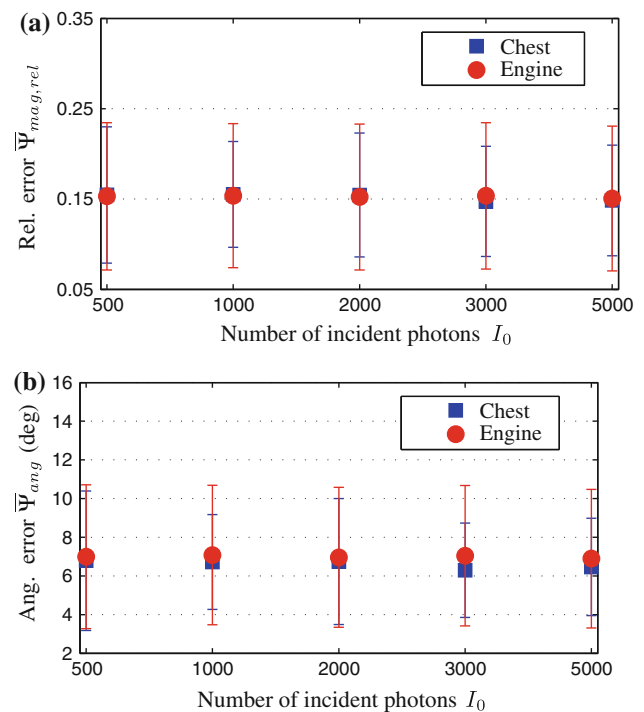 (a)
Chest
Engine
Rel. error Ψ̅mag,rel
0.35
0.25
0.15
0.05
500 1000 2000 3000 5000
Number of incident photons I0
(b)
Chest
Engine
Ang. error Ψ̅ang (deg)
16
14
12
10
8
6
4
2
500 1000 2000 3000 5000
Number of incident photons I0